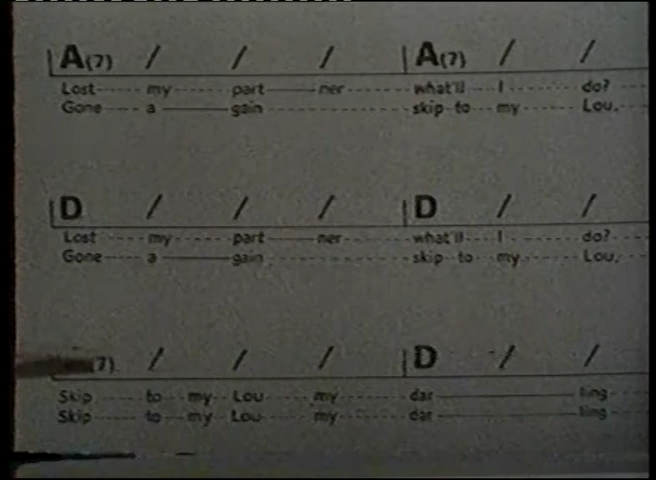 A(7) / / / A(7) / /
Lost my part ner what'll I do?
Gone a gain skip to my Lou.
D / / / D / /
Lost my part ner what'll I do?
Gone a gain skip to my Lou.
7) / / / D / /
Skip to my Lou my dar ling
Skip to my Lou my dar ling